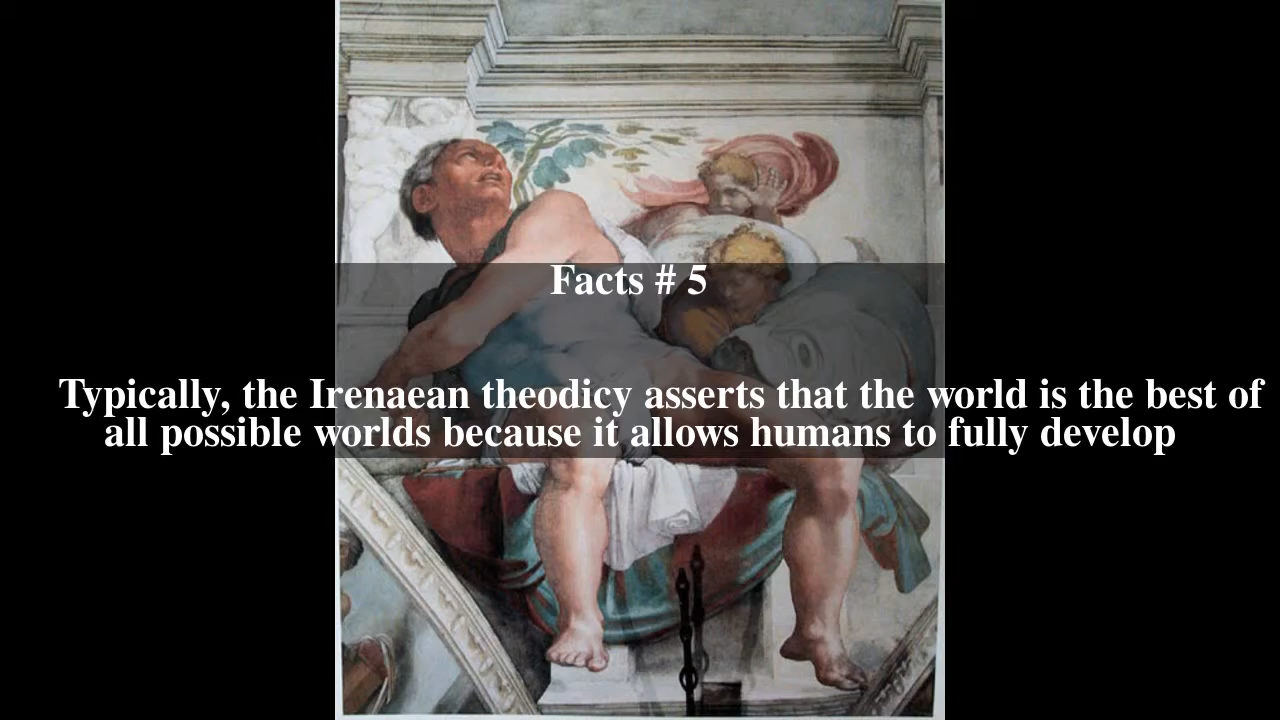 Facts # 5
Typically, the Irenaean theodicy asserts that the world is the best of
all possible worlds because it allows humans to fully develop